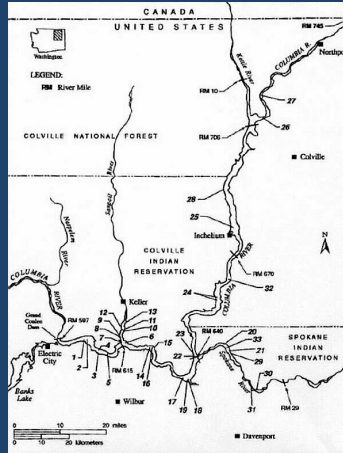 CANADA
UNITED STATES
RM 745
Northpo
Washington
LEGEND:
RM River Mile
Kettle River
COLUMBIA R.
RM 10
27
26
RM 706
COLVILLE NATIONAL FOREST
Colville
Sanpoil River
28
25
Inchelium
N
COLVILLE
INDIAN
RESERVATION
RIVER
RM 670
COLUMBIA
32
24
Nespelem River
COLUMBIA
RIVER
Keller
Grand
Coulee
Dam
RM 597
12
9
8
7
13
11
10
6
15
23
RM 640
20
33
21
29
SPOKANE
INDIAN
RESERVATION
Electric
City
1
2
3
4
5
RM 615
14
16
22
Spokane
River
30
Banks
Lake
Wilbur
17
19
18
31
RM 29
0
10
20 miles
0
10
20 kilometers
Davenport